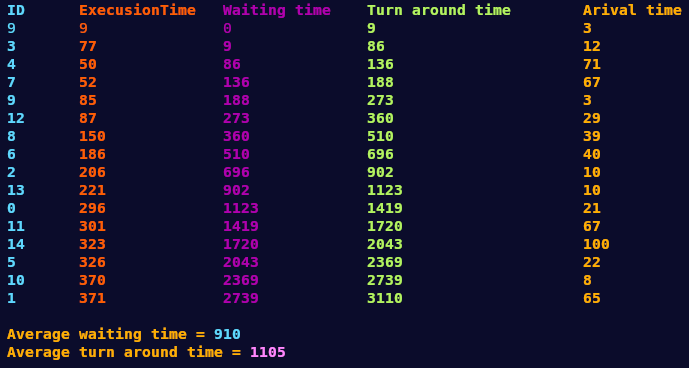 ID ExecusionTime Waiting time Turn around time Arival time
9 9 0 9 3
3 77 9 86 12
4 50 86 136 71
7 52 136 188 67
9 85 188 273 3
12 87 273 360 29
8 150 360 510 39
6 186 510 696 40
2 206 696 902 10
13 221 902 1123 10
0 296 1123 1419 21
11 301 1419 1720 67
14 323 1720 2043 100
5 326 2043 2369 22
10 370 2369 2739 8
1 371 2739 3110 65
Average waiting time = 910
Average turn around time = 1105